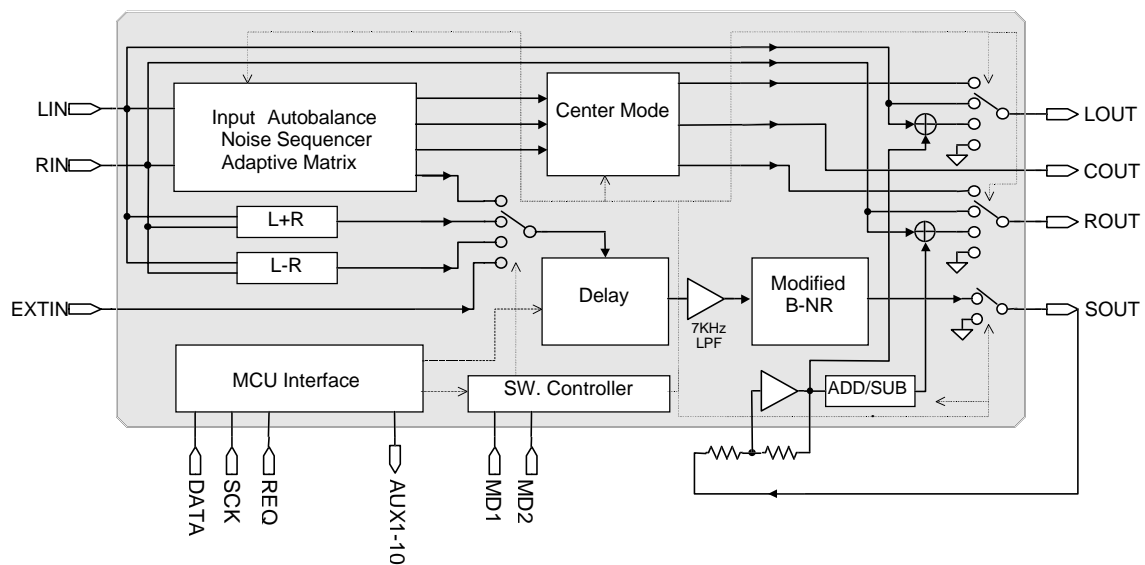 LIN
RIN
EXTIN
Input Autobalance
Noise Sequencer
Adaptive Matrix
Center Mode
L+R
L-R
Delay
7KHz
LPF
Modified
B-NR
MCU Interface
SW. Controller
ADD/SUB
LOUT
COUT
ROUT
SOUT
DATA
SCK
REQ
AUX1-10
MD1
MD2